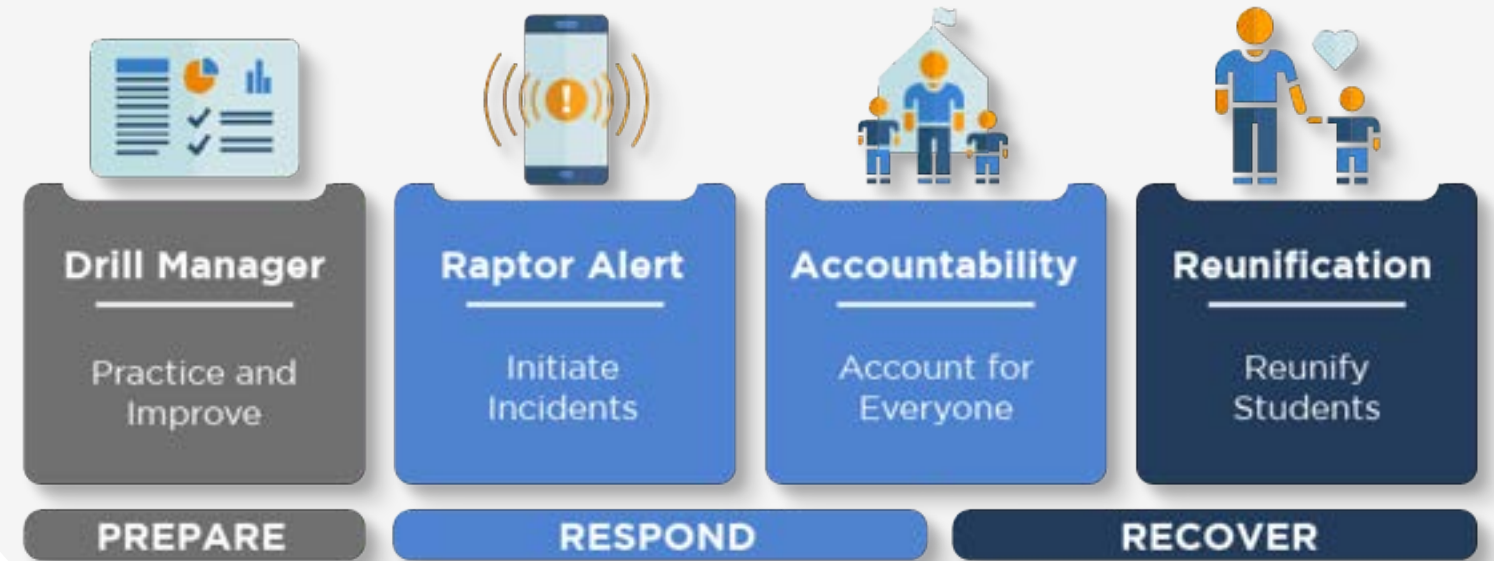 Drill Manager
Practice and
Improve
Raptor Alert
Initiate
Incidents
Accountability
Account for
Everyone
Reunification
Reunify
Students
PREPARE
RESPOND
RECOVER